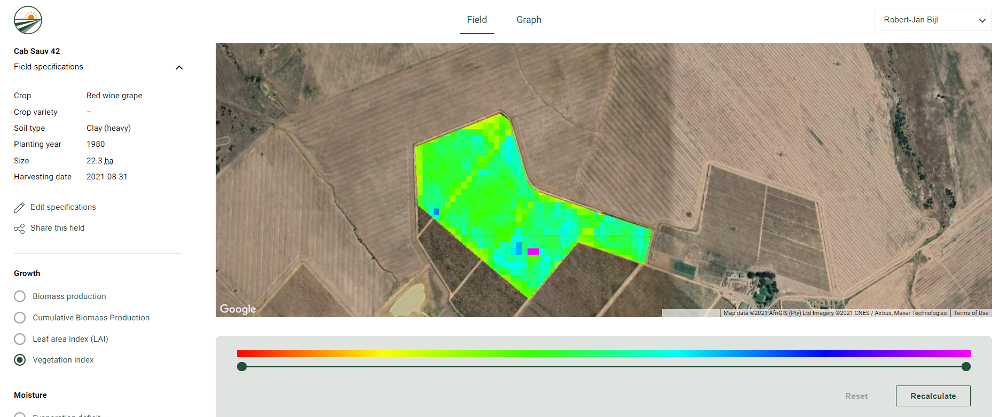 Field
Graph
Robert-Jan Bijl
Cab Sauv 42
Field specifications
Crop Red wine grape
Crop variety –
Soil type Clay (heavy)
Planting year 1980
Size 22.3 ha
Harvesting date 2021-08-31
Edit specifications
Share this field
Growth
Biomass production
Cumulative Biomass Production
Leaf area index (LAI)
Vegetation index
Moisture
Evaporation deficit
Google
Map data ©2021 AfriGIS (Pty) Ltd Imagery ©2021 CNES / Airbus, Maxar Technologies
Terms of Use
Reset
Recalculate